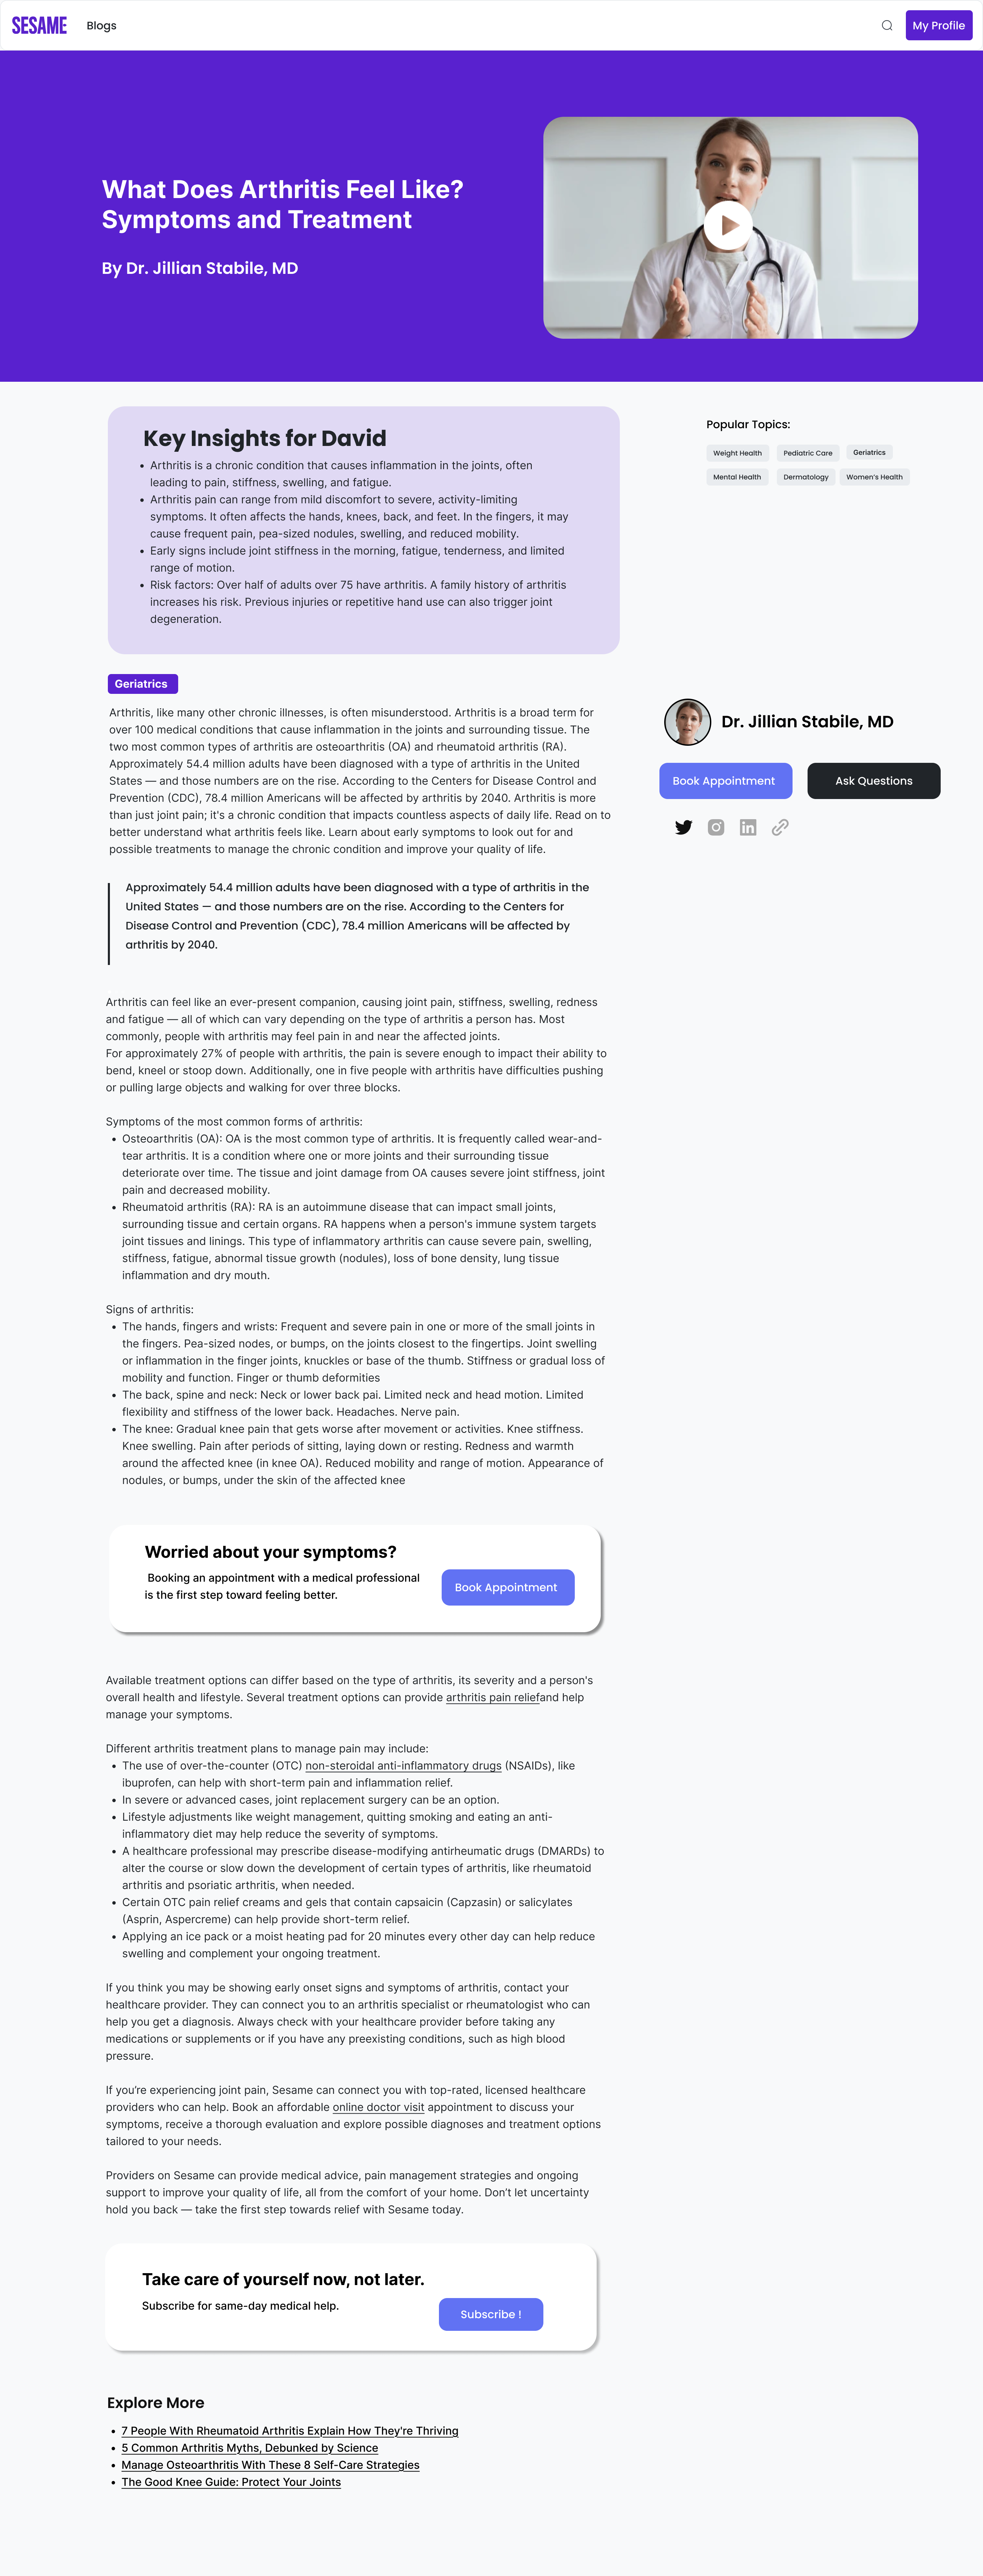 SESAME
Blogs
My Profile
What Does Arthritis Feel Like?
Symptoms and Treatment
By Dr. Jillian Stabile, MD
Key Insights for David
• Arthritis is a chronic condition that causes inflammation in the joints, often
leading to pain, stiffness, swelling, and fatigue.
• Arthritis pain can range from mild discomfort to severe, activity-limiting
symptoms. It often affects the hands, knees, back, and feet. In the fingers, it may
cause frequent pain, pea-sized nodules, swelling, and reduced mobility.
• Early signs include joint stiffness in the morning, fatigue, tenderness, and limited
range of motion.
• Risk factors: Over half of adults over 75 have arthritis. A family history of arthritis
increases his risk. Previous injuries or repetitive hand use can also trigger joint
degeneration.
Popular Topics:
Weight Health
Pediatric Care
Geriatrics
Mental Health
Dermatology
Women's Health
Geriatrics
Arthritis, like many other chronic illnesses, is often misunderstood. Arthritis is a broad term for
over 100 medical conditions that cause inflammation in the joints and surrounding tissue. The
two most common types of arthritis are osteoarthritis (OA) and rheumatoid arthritis (RA).
Approximately 54.4 million adults have been diagnosed with a type of arthritis in the United
States — and those numbers are on the rise. According to the Centers for Disease Control and
Prevention (CDC), 78.4 million Americans will be affected by arthritis by 2040. Arthritis is more
than just joint pain; it's a chronic condition that impacts countless aspects of daily life. Read on to
better understand what arthritis feels like. Learn about early symptoms to look out for and
possible treatments to manage the chronic condition and improve your quality of life.
Dr. Jillian Stabile, MD
Book Appointment
Ask Questions
Approximately 54.4 million adults have been diagnosed with a type of arthritis in the
United States — and those numbers are on the rise. According to the Centers for
Disease Control and Prevention (CDC), 78.4 million Americans will be affected by
arthritis by 2040.
Arthritis can feel like an ever-present companion, causing joint pain, stiffness, swelling, redness
and fatigue — all of which can vary depending on the type of arthritis a person has. Most
commonly, people with arthritis may feel pain in and near the affected joints.
For approximately 27% of people with arthritis, the pain is severe enough to impact their ability to
bend, kneel or stoop down. Additionally, one in five people with arthritis have difficulties pushing
or pulling large objects and walking for over three blocks.
Symptoms of the most common forms of arthritis:
• Osteoarthritis (OA): OA is the most common type of arthritis. It is frequently called wear-and-
tear arthritis. It is a condition where one or more joints and their surrounding tissue
deteriorate over time. The tissue and joint damage from OA causes severe joint stiffness, joint
pain and decreased mobility.
• Rheumatoid arthritis (RA): RA is an autoimmune disease that can impact small joints,
surrounding tissue and certain organs. RA happens when a person's immune system targets
joint tissues and linings. This type of inflammatory arthritis can cause severe pain, swelling,
stiffness, fatigue, abnormal tissue growth (nodules), loss of bone density, lung tissue
inflammation and dry mouth.
Signs of arthritis:
• The hands, fingers and wrists: Frequent and severe pain in one or more of the small joints in
the fingers. Pea-sized nodes, or bumps, on the joints closest to the fingertips. Joint swelling
or inflammation in the finger joints, knuckles or base of the thumb. Stiffness or gradual loss of
mobility and function. Finger or thumb deformities
• The back, spine and neck: Neck or lower back pai. Limited neck and head motion. Limited
flexibility and stiffness of the lower back. Headaches. Nerve pain.
• The knee: Gradual knee pain that gets worse after movement or activities. Knee stiffness.
Knee swelling. Pain after periods of sitting, laying down or resting. Redness and warmth
around the affected knee (in knee OA). Reduced mobility and range of motion. Appearance of
nodules, or bumps, under the skin of the affected knee
Worried about your symptoms?
Booking an appointment with a medical professional
is the first step toward feeling better.
Book Appointment
Available treatment options can differ based on the type of arthritis, its severity and a person's
overall health and lifestyle. Several treatment options can provide arthritis pain reliefand help
manage your symptoms.
Different arthritis treatment plans to manage pain may include:
• The use of over-the-counter (OTC) non-steroidal anti-inflammatory drugs (NSAIDs), like
ibuprofen, can help with short-term pain and inflammation relief.
• In severe or advanced cases, joint replacement surgery can be an option.
• Lifestyle adjustments like weight management, quitting smoking and eating an anti-
inflammatory diet may help reduce the severity of symptoms.
• A healthcare professional may prescribe disease-modifying antirheumatic drugs (DMARDs) to
alter the course or slow down the development of certain types of arthritis, like rheumatoid
arthritis and psoriatic arthritis, when needed.
• Certain OTC pain relief creams and gels that contain capsaicin (Capzasin) or salicylates
(Asprin, Aspercreme) can help provide short-term relief.
• Applying an ice pack or a moist heating pad for 20 minutes every other day can help reduce
swelling and complement your ongoing treatment.
If you think you may be showing early onset signs and symptoms of arthritis, contact your
healthcare provider. They can connect you to an arthritis specialist or rheumatologist who can
help you get a diagnosis. Always check with your healthcare provider before taking any
medications or supplements or if you have any preexisting conditions, such as high blood
pressure.
If you're experiencing joint pain, Sesame can connect you with top-rated, licensed healthcare
providers who can help. Book an affordable online doctor visit appointment to discuss your
symptoms, receive a thorough evaluation and explore possible diagnoses and treatment options
tailored to your needs.
Providers on Sesame can provide medical advice, pain management strategies and ongoing
support to improve your quality of life, all from the comfort of your home. Don't let uncertainty
hold you back — take the first step towards relief with Sesame today.
Take care of yourself now, not later.
Subscribe for same-day medical help.
Subscribe !
Explore More
• 7 People With Rheumatoid Arthritis Explain How They're Thriving
• 5 Common Arthritis Myths, Debunked by Science
• Manage Osteoarthritis With These 8 Self-Care Strategies
• The Good Knee Guide: Protect Your Joints